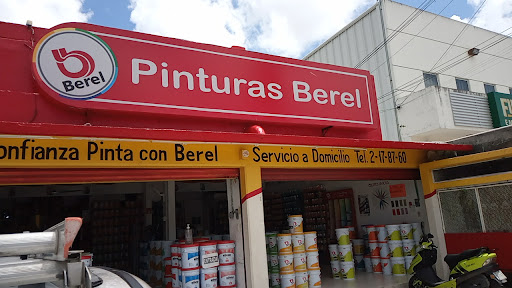 Berel
Pinturas Berel
onfianza Pinta con Berel
Servicio a Domicilio Tel. 2-17-87-60